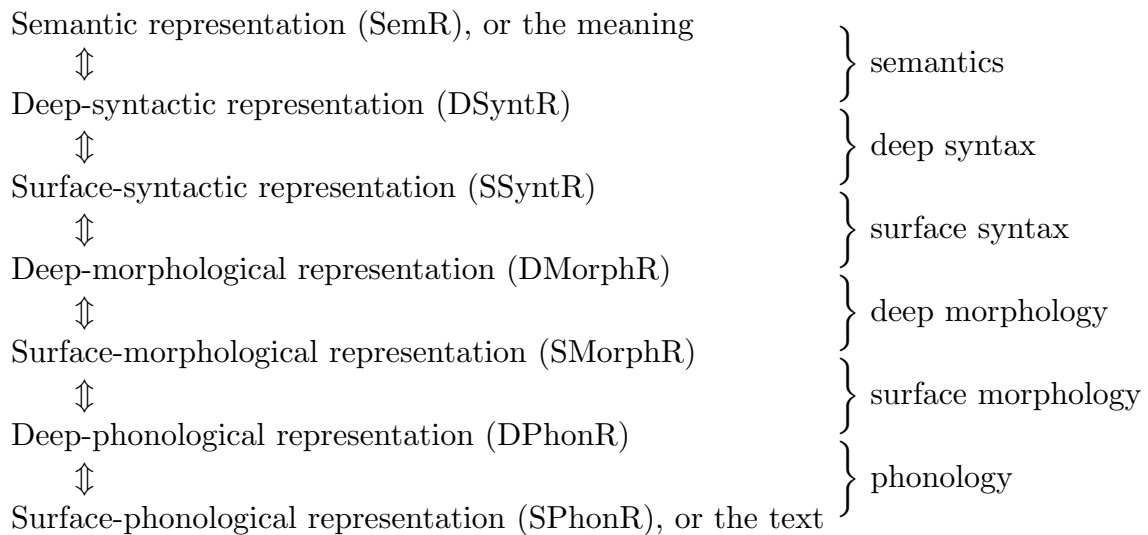 Semantic representation (SemR), or the meaning
⇕ } semantics
Deep-syntactic representation (DSyntR)
⇕ } deep syntax
Surface-syntactic representation (SSyntR)
⇕ } surface syntax
Deep-morphological representation (DMorphR)
⇕ } deep morphology
Surface-morphological representation (SMorphR)
⇕ } surface morphology
Deep-phonological representation (DPhonR)
⇕ } phonology
Surface-phonological representation (SPhonR), or the text